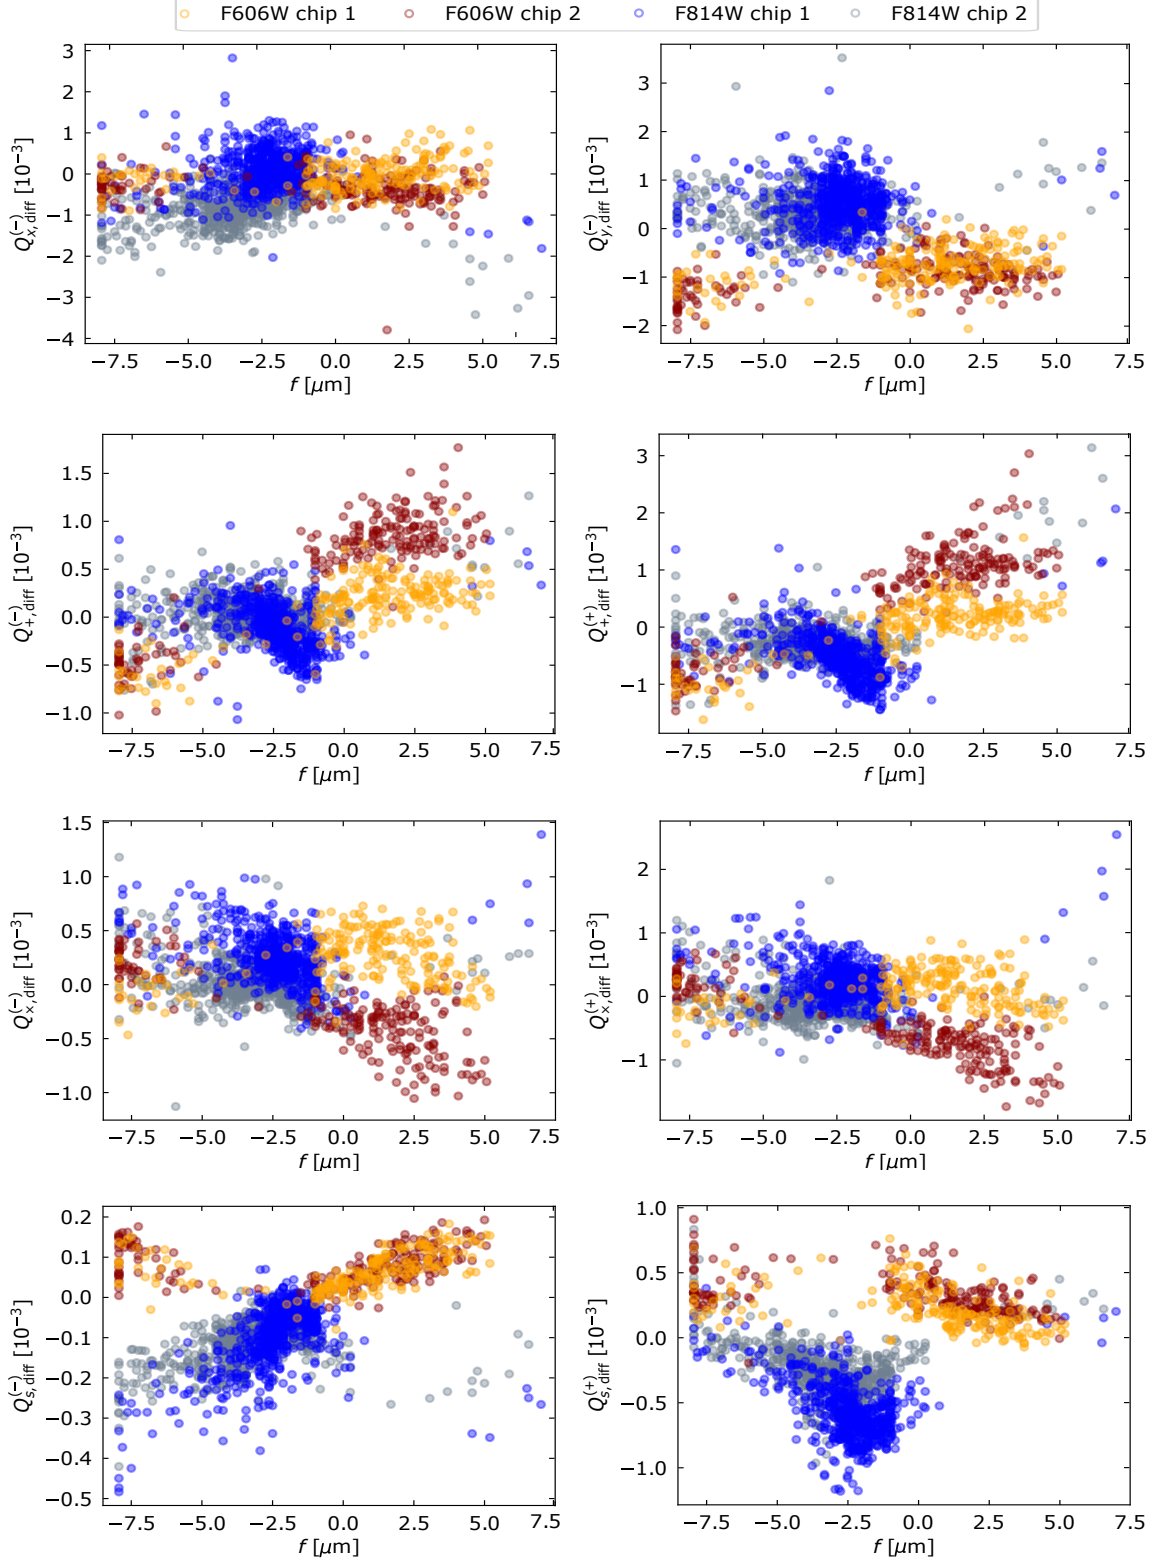 F606W chip 1 F606W chip 2 F814W chip 1 F814W chip 2
3
2
1
0
−1
−2
−3
−4
Q_{x,diff}^{(−)} [10^{−3}]
−7.5 −5.0 −2.5 0.0 2.5 5.0 7.5
f [μm]
4
3
2
1
0
−1
−2
Q_{y,diff}^{(−)} [10^{−3}]
−7.5 −5.0 −2.5 0.0 2.5 5.0 7.5
f [μm]
1.5
1.0
0.5
0.0
−0.5
−1.0
Q_{+,diff}^{(−)} [10^{−3}]
−7.5 −5.0 −2.5 0.0 2.5 5.0 7.5
f [μm]
3
2
1
0
−1
Q_{+,diff}^{(+)} [10^{−3}]
−7.5 −5.0 −2.5 0.0 2.5 5.0 7.5
f [μm]
1.5
1.0
0.5
0.0
−0.5
−1.0
Q_{×,diff}^{(−)} [10^{−3}]
−7.5 −5.0 −2.5 0.0 2.5 5.0 7.5
f [μm]
2
1
0
−1
Q_{×,diff}^{(+)} [10^{−3}]
−7.5 −5.0 −2.5 0.0 2.5 5.0 7.5
f [μm]
0.2
0.1
0.0
−0.1
−0.2
−0.3
−0.4
−0.5
Q_{s,diff}^{(−)} [10^{−3}]
−7.5 −5.0 −2.5 0.0 2.5 5.0 7.5
f [μm]
1.0
0.5
0.0
−0.5
−1.0
Q_{s,diff}^{(+)} [10^{−3}]
−7.5 −5.0 −2.5 0.0 2.5 5.0 7.5
f [μm]